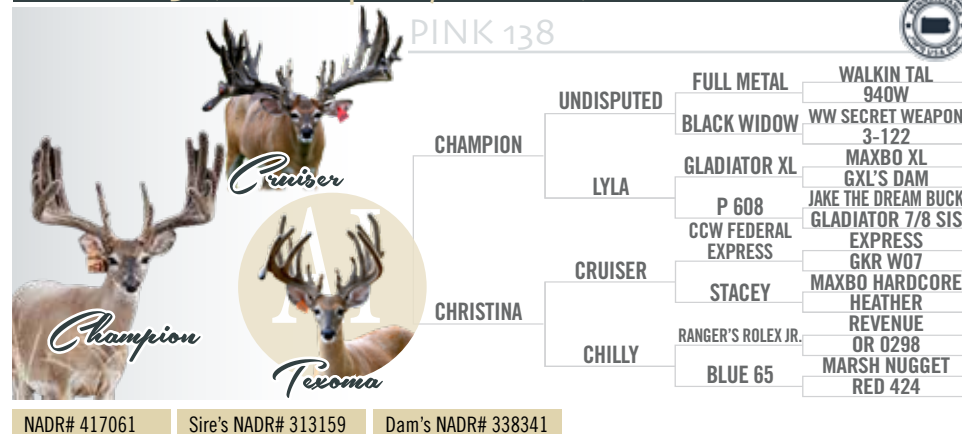 PINK 138
CHAMPION
UNDISPUTED
FULL METAL
WALKIN TAL
940W
BLACK WIDOW
WW SECRET WEAPON
3-122
LYLA
GLADIATOR XL
MAXBO XL
GXL'S DAM
P 608
JAKE THE DREAM BUCK
GLADIATOR 7/8 SIS
CHRISTINA
CRUISER
CCW FEDERAL
EXPRESS
EXPRESS
GKR W07
STACEY
MAXBO HARDCORE
HEATHER
CHILLY
RANGER'S ROLEX JR.
REVENUE
OR 0298
BLUE 65
MARSH NUGGET
RED 424
Cruiser
Champion
Texoma
NADR# 417061
Sire's NADR# 313159
Dam's NADR# 338341